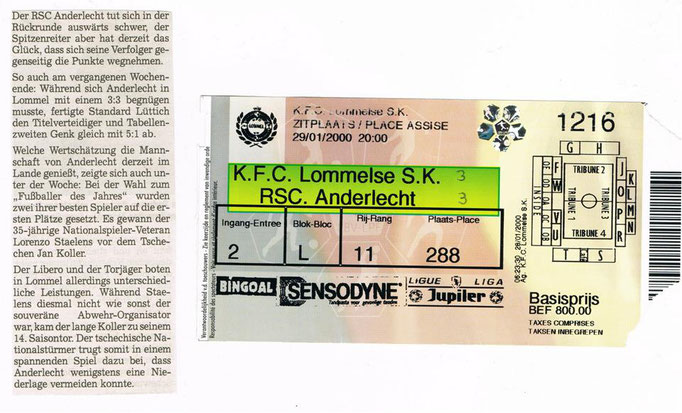 Der RSC Anderlecht tut sich in der
Rückrunde auswärts schwer, der
Spitzenreiter aber hat derzeit das
Glück, dass sich seine Verfolger ge-
genseitig die Punkte wegnehmen.
So auch am vergangenen Wochen-
ende: Während sich Anderlecht in
Lommel mit einem 3:3 begnügen
musste, fertigte Standard Lüttich
den Titelverteidiger und Tabellen-
zweiten Genk gleich mit 5:1 ab.
Welche Wertschätzung die Mann-
schaft von Anderlecht derzeit im
Lande genießt, zeigte sich auch un-
ter der Woche: Bei der Wahl zum
„Fußballer des Jahres“ wurden
zwei ihrer besten Spieler auf die er-
sten Plätze gesetzt. Es gewann der
35-jährige Nationalspieler-Veteran
Lorenzo Staelens vor dem Tsche-
chen Jan Koller.
Der Libero und der Torjäger boten
in Lommel allerdings unterschied-
liche Leistungen. Während Stae-
lens diesmal nicht wie sonst der
souveräne Abwehr-Organisator
war, kam der lange Koller zu seinem
14. Saisontor. Der tschechische Na-
tionalstürmer trugt somit in einem
spannenden Spiel dazu bei, dass
Anderlecht wenigstens eine Nie-
derlage vermeiden konnte.
K.F.C. Lommelse S.K.
ZITPLAATS / PLACE ASSISE
29/01/2000 20:00
K.F.C. Lommelse S.K. 3
RSC. Anderlecht 3
Ingang-Entree
2
Blok-Bloc
L
Rij-Rang
11
Plaats-Place
288
BINGOAL
SENSODYNE
LIGUE LIGA
Jupiler
1216
INSIDE
G H
TRIBUNE 2
TRIBUNE 1
TRIBUNE 3
TRIBUNE 4
J O P R
K L M N
T S
29/01/2000
K.F.C. Lommelse S.K.
Basisprijs
BEF 800.00
TAXES COMPRISES
TAKSEN INBEGREPEN